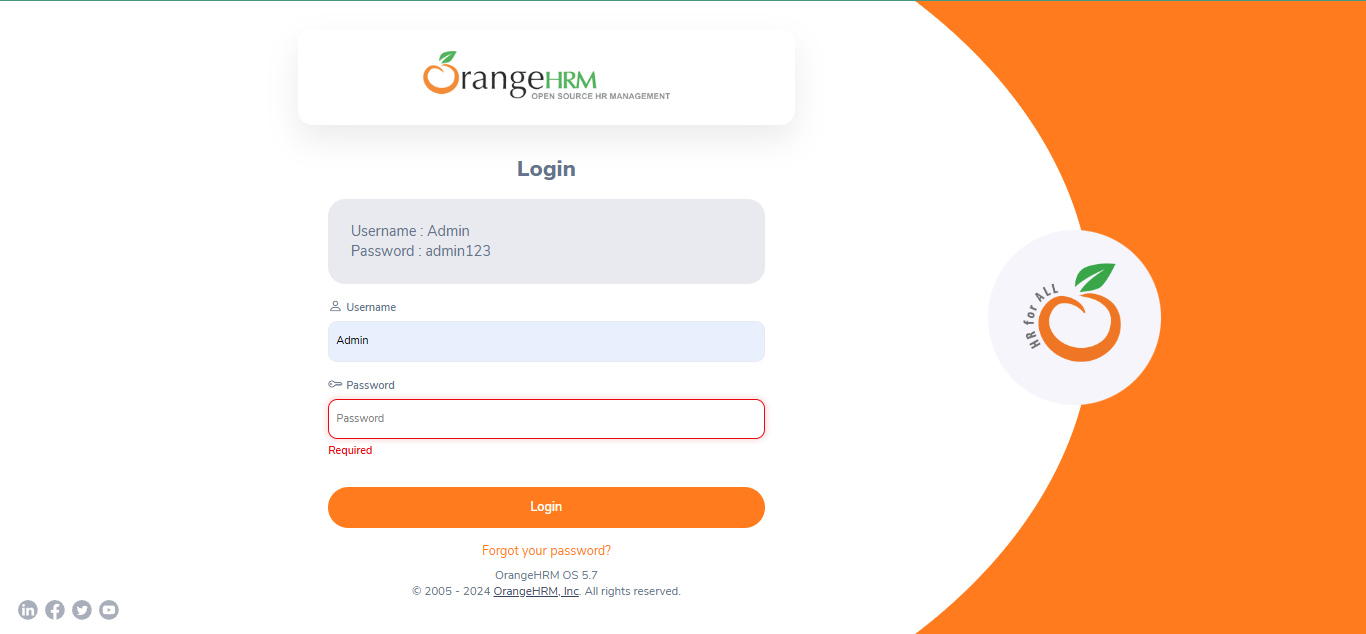 OrangeHRM
OPEN SOURCE HR MANAGEMENT
Login
Username : Admin
Password : admin123
Username
Admin
Password
Password
Required
Login
Forgot your password?
OrangeHRM OS 5.7
© 2005 - 2024 OrangeHRM, Inc. All rights reserved.
HR for ALL